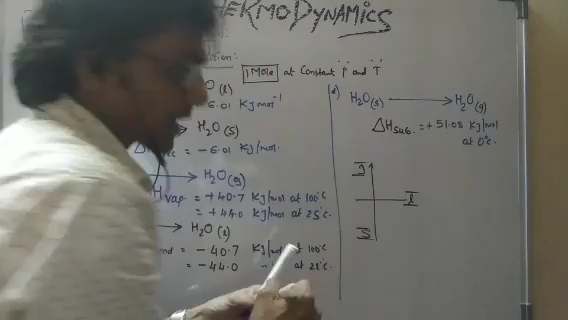 THERMODYNAMICS
1 Mole at Constant P and T
H₂O (l)
6.01 KJ mol⁻¹
H₂O (s)
= -6.01 KJ/mol.
H₂O (g)
Hvap = +40.7 KJ/mol at 100°C
= +44.0 KJ/mol at 25°C.
H₂O (l)
= -40.7 KJ/mol at 100°C
= -44.0 at 25°C.
H₂O(s) → H₂O(g)
ΔHsub. = +51.08 KJ/mol
at 0°C.
g
l
S